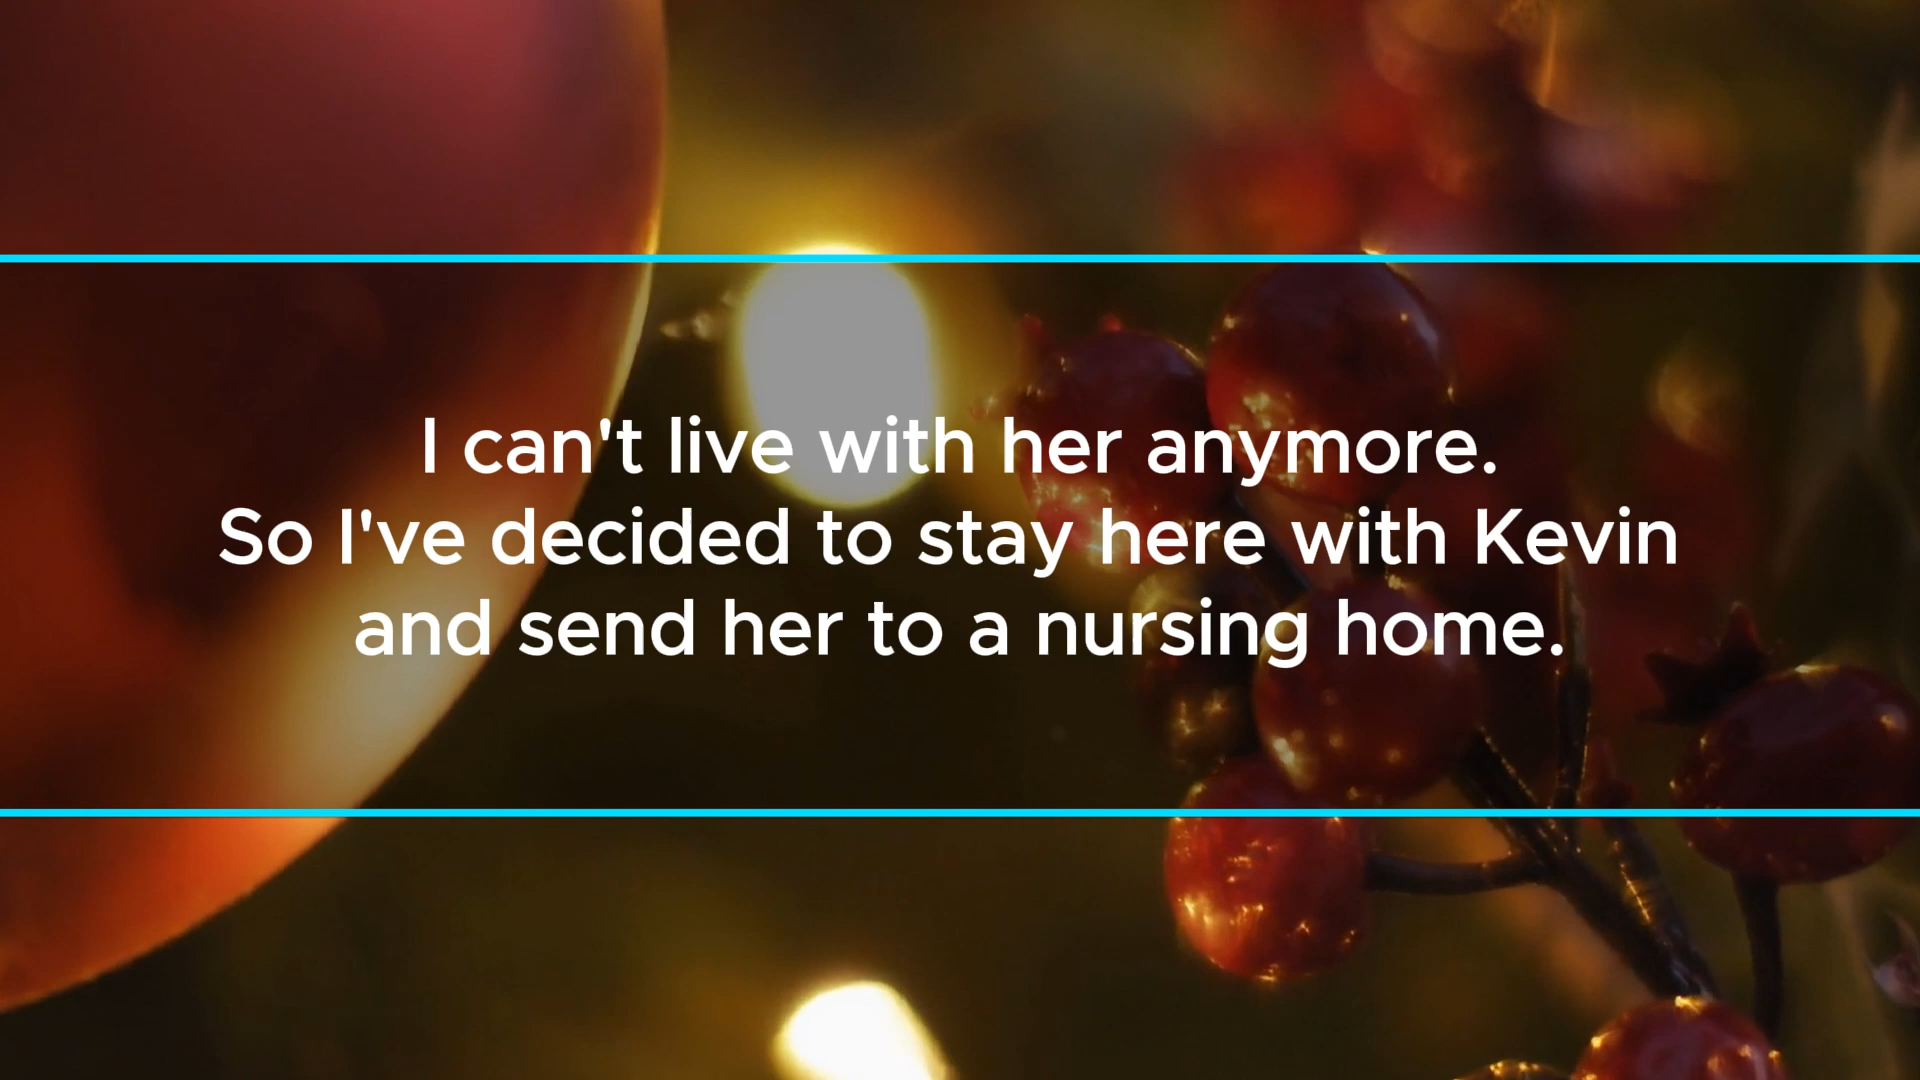 I can't live with her anymore.
So I've decided to stay here with Kevin
and send her to a nursing home.